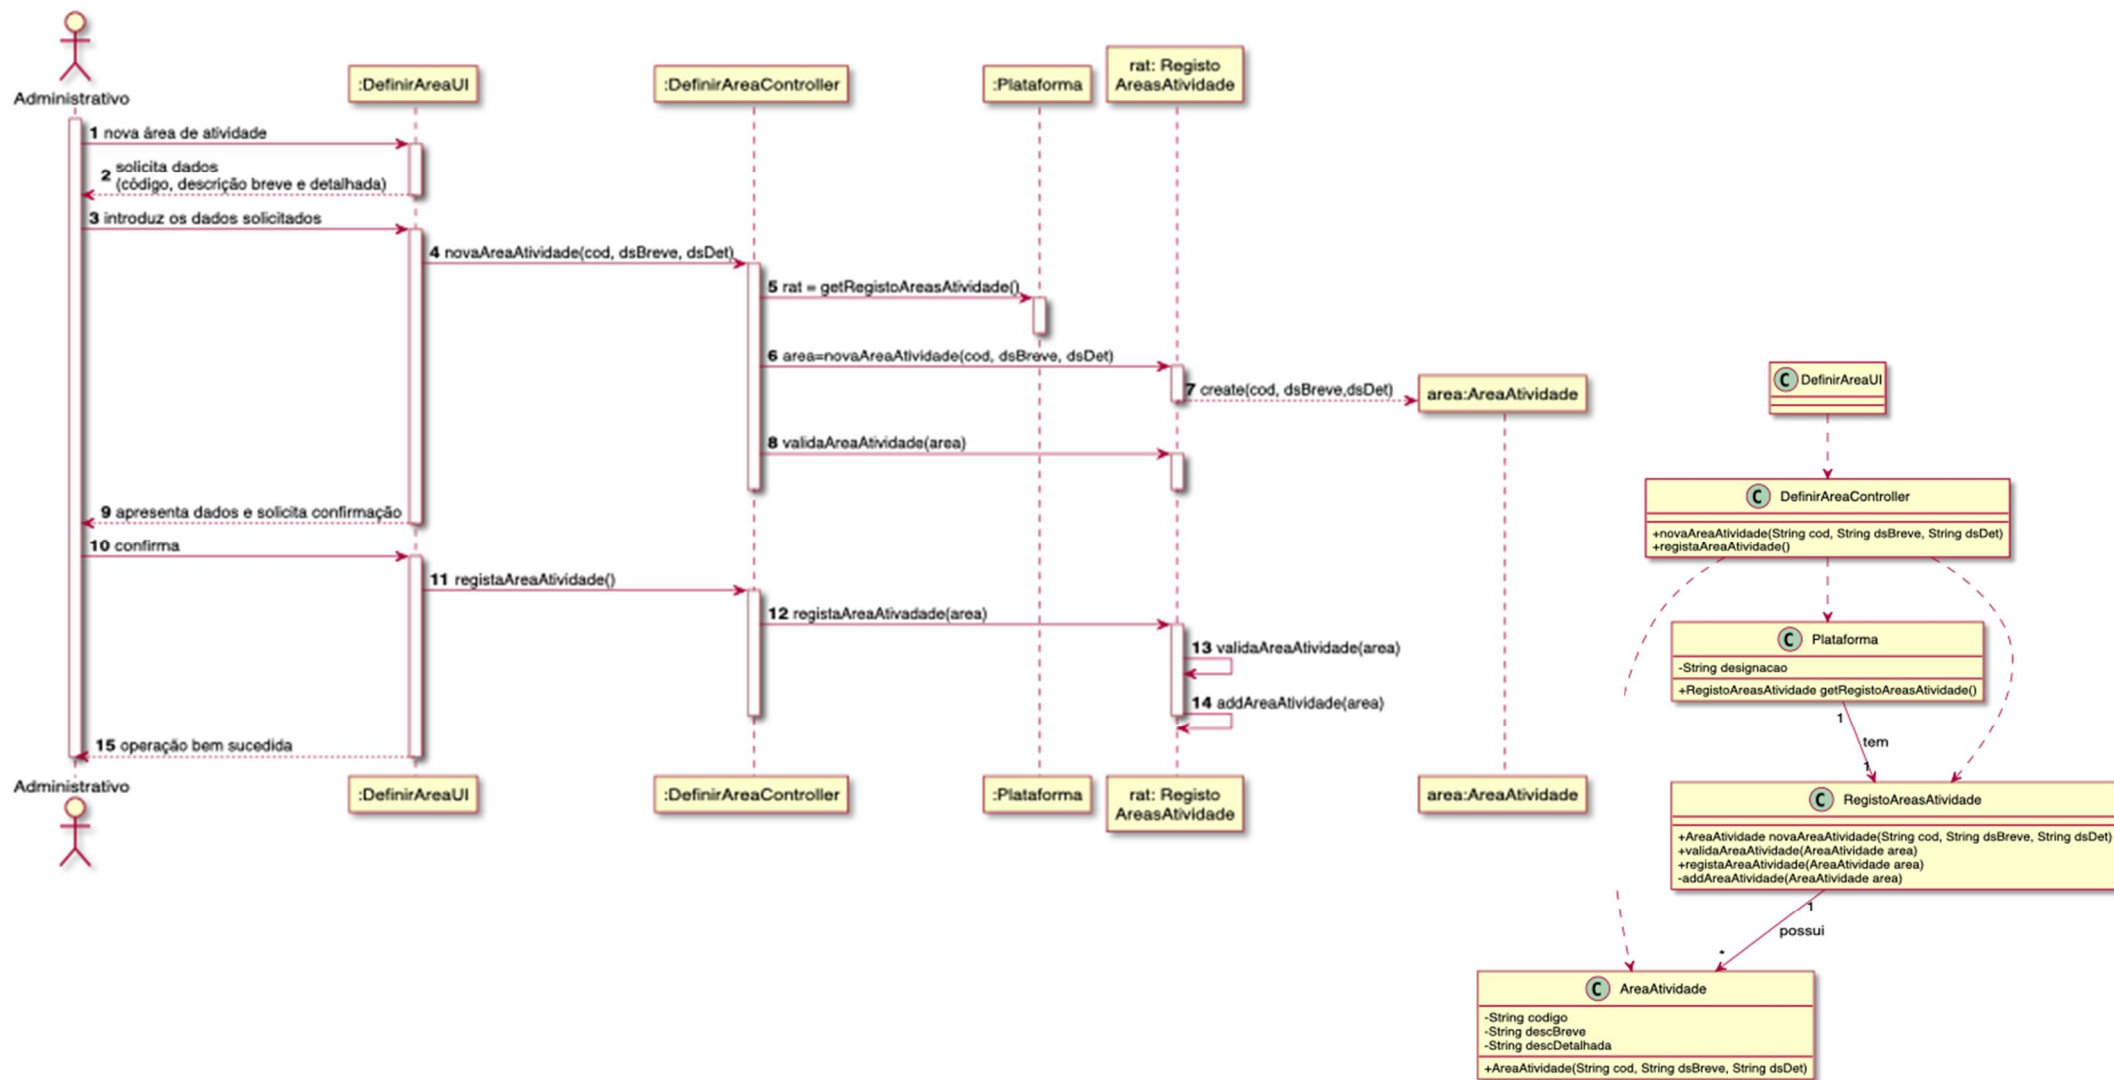 Administrativo
:DefinirAreaUI
:DefinirAreaController
:Plataforma
rat: Registo
AreasAtividade
1 nova área de atividade
2 solicita dados
(código, descrição breve e detalhada)
3 introduz os dados solicitados
4 novaAreaAtividade(cod, dsBreve, dsDet)
5 rat = getRegistoAreasAtividade()
6 area=novaAreaAtividade(cod, dsBreve, dsDet)
7 create(cod, dsBreve,dsDet)
area:AreaAtividade
8 validaAreaAtividade(area)
9 apresenta dados e solicita confirmação
10 confirma
11 registaAreaAtividade()
12 registaAreaAtivadade(area)
13 validaAreaAtividade(area)
14 addAreaAtividade(area)
15 operação bem sucedida
Administrativo
:DefinirAreaUI
:DefinirAreaController
:Plataforma
rat: Registo
AreasAtividade
area:AreaAtividade
C DefinirAreaUI
C DefinirAreaController
+novaAreaAtividade(String cod, String dsBreve, String dsDet)
+registaAreaAtividade()
C Plataforma
-String designacao
+RegistoAreasAtividade getRegistoAreasAtividade()
1
tem
1
C RegistoAreasAtividade
+AreaAtividade novaAreaAtividade(String cod, String dsBreve, String dsDet)
+validaAreaAtividade(AreaAtividade area)
+registaAreaAtividade(AreaAtividade area)
-addAreaAtividade(AreaAtividade area)
1
possui
*
C AreaAtividade
-String codigo
-String descBreve
-String descDetalhada
+AreaAtividade(String cod, String dsBreve, String dsDet)